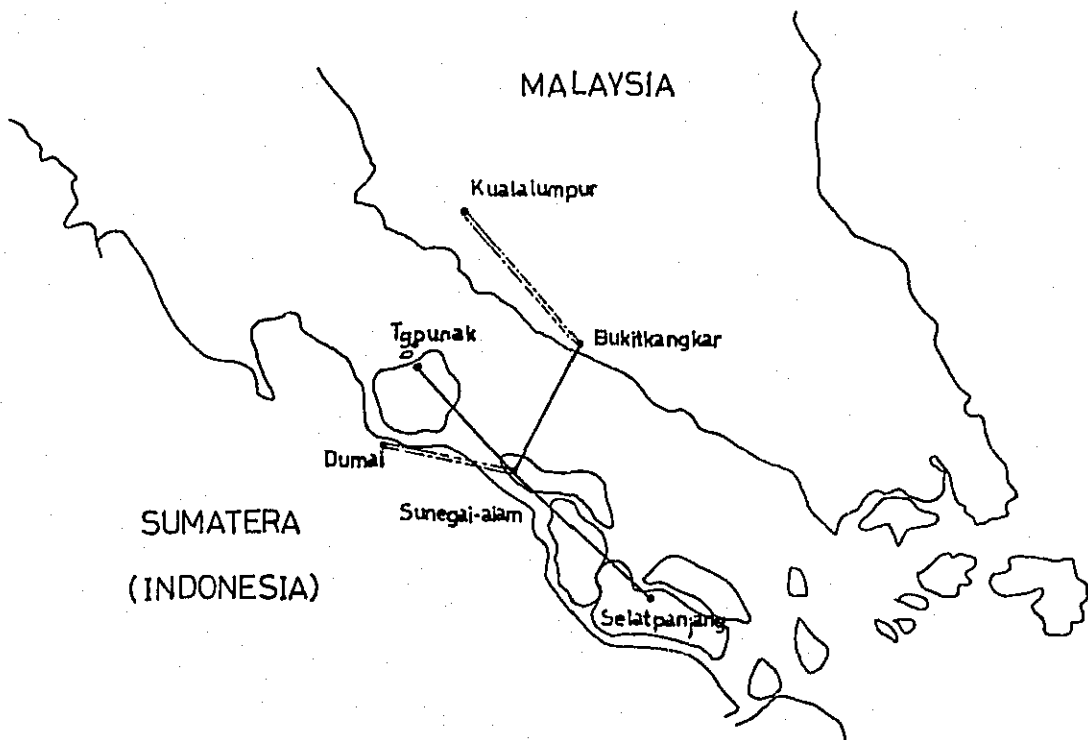 MALAYSIA
Kualalumpur
Tgpunak
Bukitkangkar
Dumai
Sunegai-alam
SUMATERA
(INDONESIA)
Selatpanjang